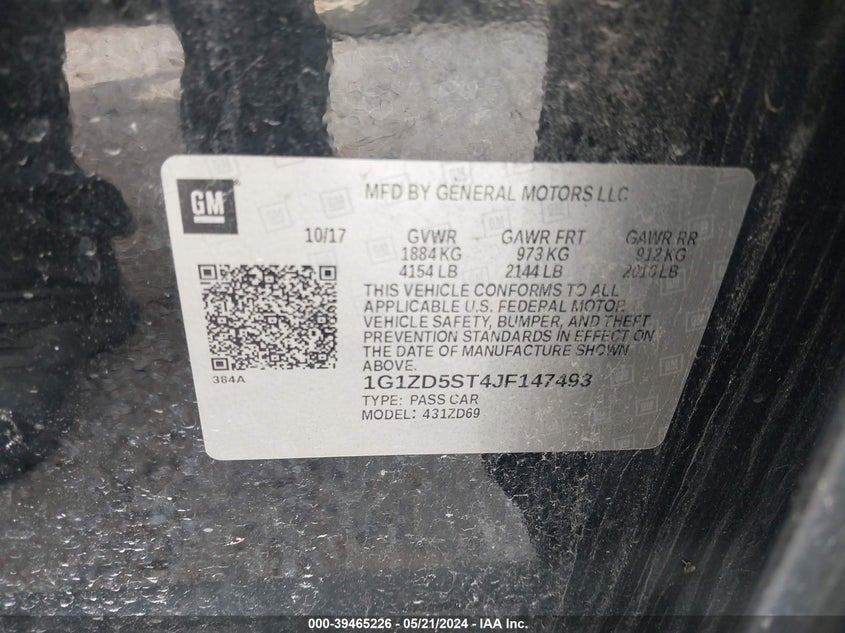 GM
MFD BY GENERAL MOTORS LLC
10/17 GVWR GAWR FRT GAWR RR
1884 KG 973 KG 912 KG
4154 LB 2144 LB 2010 LB
THIS VEHICLE CONFORMS TO ALL
APPLICABLE U.S. FEDERAL MOTOR
VEHICLE SAFETY, BUMPER, AND THEFT
PREVENTION STANDARDS IN EFFECT ON
THE DATE OF MANUFACTURE SHOWN
ABOVE.
384A
1G1ZD5ST4JF147493
TYPE: PASS CAR
MODEL: 431ZD69
000-39465226 - 05/21/2024 - IAA Inc.